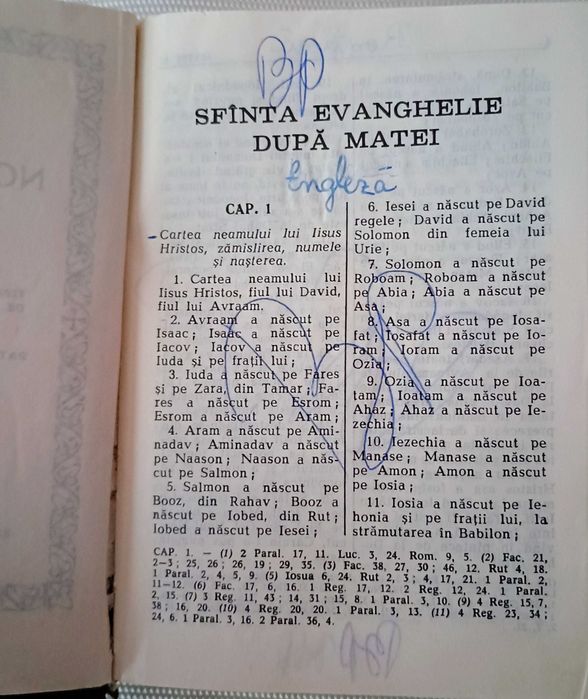 SFÎNTA EVANGHELIE
DUPĂ MATEI
Engleză
CAP. 1
Cartea neamului lui Iisus
Hristos, zămislirea, numele
și nașterea.
1. Cartea neamului lui
Iisus Hristos, fiul lui David,
fiul lui Avraam.
2. Avraam a născut pe
Isaac; Isaac a născut pe
Iacov; Iacov a născut pe
Iuda și pe frații lui;
3. Iuda a născut pe Fares
și pe Zara, din Tamar; Fa-
res a născut pe Esrom;
Esrom a născut pe Aram;
4. Aram a născut pe Ami-
nadav; Aminadav a născut
pe Naason; Naason a năs-
cut pe Salmon;
5. Salmon a născut pe
Booz, din Rahav; Booz a
născut pe Iobed, din Rut;
Iobed a născut pe Iesei;
6. Iesei a născut pe David
regele; David a născut pe
Solomon din femeia lui
Urie;
7. Solomon a născut pe
Roboam; Roboam a născut
pe Abia; Abia a născut pe
Asa;
8. Asa a născut pe Iosa-
fat; Iosafat a născut pe Io-
ram; Ioram a născut pe
Ozia;
9. Ozia a născut pe Ioa-
tam; Ioatam a născut pe
Ahaz; Ahaz a născut pe Ie-
zechia;
10. Iezechia a născut pe
Manase; Manase a născut
pe Amon; Amon a născut
pe Iosia;
11. Iosia a născut pe Ie-
honia și pe frații lui, la
strămutarea în Babilon;
CAP. 1. — (1) 2 Paral. 17, 11. Luc. 3, 24. Rom. 9, 5. (2) Fac. 21,
2—3; 25, 26; 26, 19; 29, 35. (3) Fac. 38, 27, 30; 46, 12. Rut 4, 18.
1 Paral. 2, 4, 5, 9. (5) Iosua 6, 24. Rut 2, 3; 4, 17, 21. 1 Paral. 2,
11—12. (6) Fac. 17, 6, 16. 1 Reg. 17, 12. 2 Reg. 12, 24. 1 Paral.
2, 15. (7) 3 Reg. 11, 43; 14, 31; 15, 8. 1 Paral. 3, 10. (9) 4 Reg. 15, 7,
38; 16, 20. (10) 4 Reg. 20, 20. 1 Paral. 3, 13. (11) 4 Reg. 23, 34;
24, 6. 1 Paral. 3, 16. 2 Paral. 36, 4.